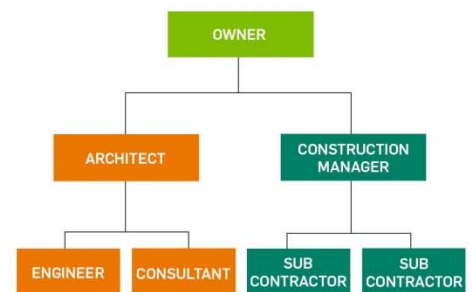 OWNER
ARCHITECT
CONSTRUCTION
MANAGER
ENGINEER
CONSULTANT
SUB
CONTRACTOR
SUB
CONTRACTOR